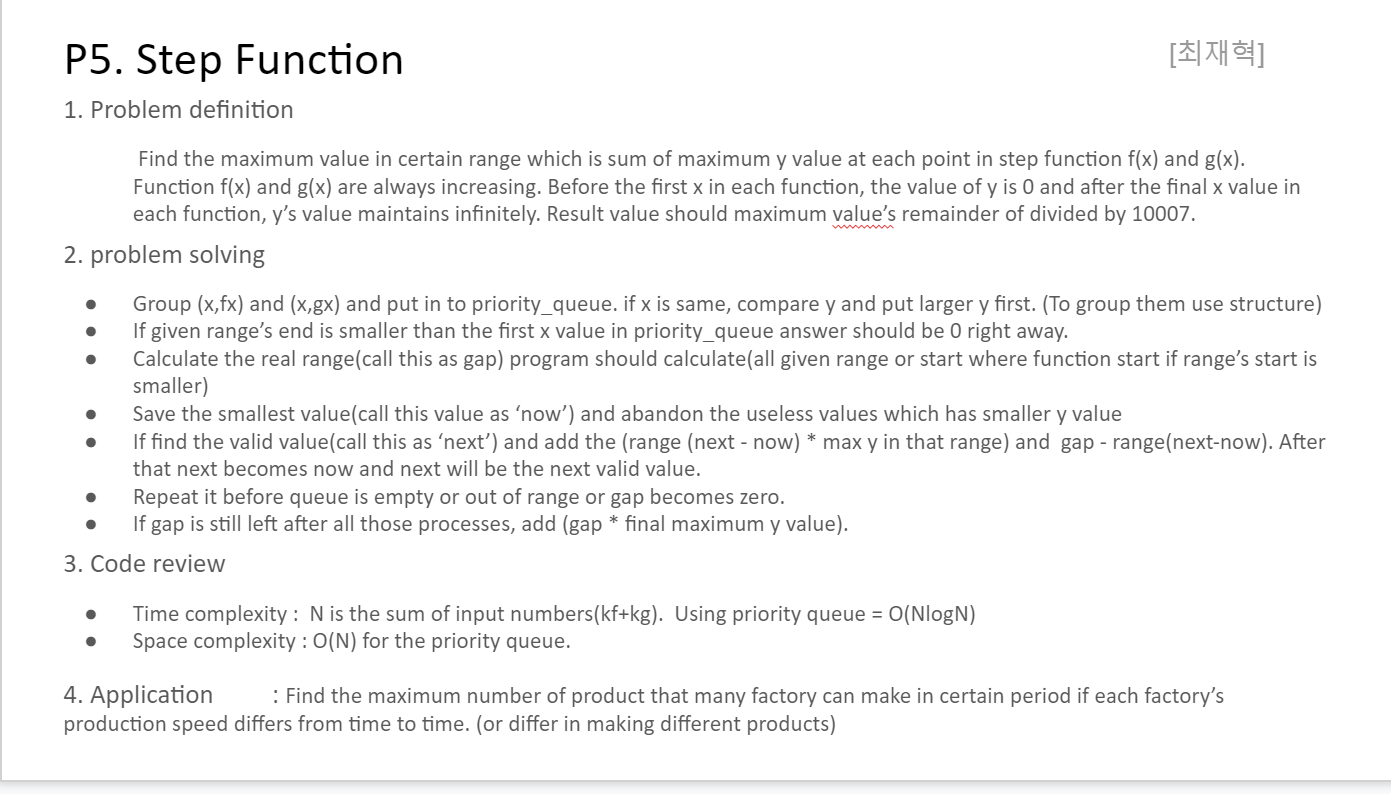 P5. Step Function
[최재혁]
1. Problem definition
Find the maximum value in certain range which is sum of maximum y value at each point in step function f(x) and g(x).
Function f(x) and g(x) are always increasing. Before the first x in each function, the value of y is 0 and after the final x value in
each function, y's value maintains infinitely. Result value should maximum value's remainder of divided by 10007.
2. problem solving
● Group (x,fx) and (x,gx) and put in to priority_queue. if x is same, compare y and put larger y first. (To group them use structure)
● If given range's end is smaller than the first x value in priority_queue answer should be 0 right away.
● Calculate the real range(call this as gap) program should calculate(all given range or start where function start if range's start is
smaller)
● Save the smallest value(call this value as 'now') and abandon the useless values which has smaller y value
● If find the valid value(call this as 'next') and add the (range (next - now) * max y in that range) and  gap - range(next-now). After
that next becomes now and next will be the next valid value.
● Repeat it before queue is empty or out of range or gap becomes zero.
● If gap is still left after all those processes, add (gap * final maximum y value).
3. Code review
● Time complexity :  N is the sum of input numbers(kf+kg).  Using priority queue = O(NlogN)
● Space complexity : O(N) for the priority queue.
4. Application : Find the maximum number of product that many factory can make in certain period if each factory's
production speed differs from time to time. (or differ in making different products)